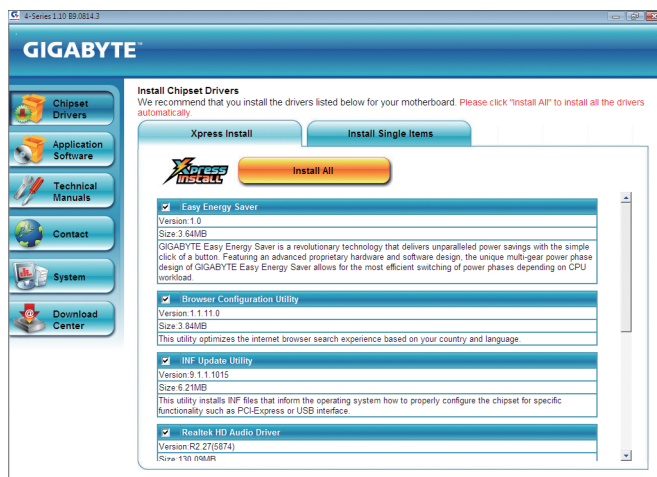 4-Series 1.10 B9.0814.3
GIGABYTE™
Chipset
Drivers
Application
Software
Technical
Manuals
Contact
System
Download
Center
Install Chipset Drivers
We recommend that you install the drivers listed below for your motherboard. Please click "Install All" to install all the drivers
automatically.
Xpress Install
Install Single Items
Xpress
Install
Install All
Easy Energy Saver
Version:1.0
Size:3.64MB
GIGABYTE Easy Energy Saver is a revolutionary technology that delivers unparalleled power savings with the simple
click of a button. Featuring an advanced proprietary hardware and software design, the unique multi-gear power phase
design of GIGABYTE Easy Energy Saver allows for the most efficient switching of power phases depending on CPU
workload.
Browser Configuration Utility
Version:1.1.11.0
Size:3.84MB
This utility optimizes the internet browser search experience based on your country and language.
INF Update Utility
Version:9.1.1.1015
Size:6.21MB
This utility installs INF files that inform the operating system how to properly configure the chipset for specific
functionality such as PCI-Express or USB interface.
Realtek HD Audio Driver
Version:R2.27(5874)
Size:130.09MB